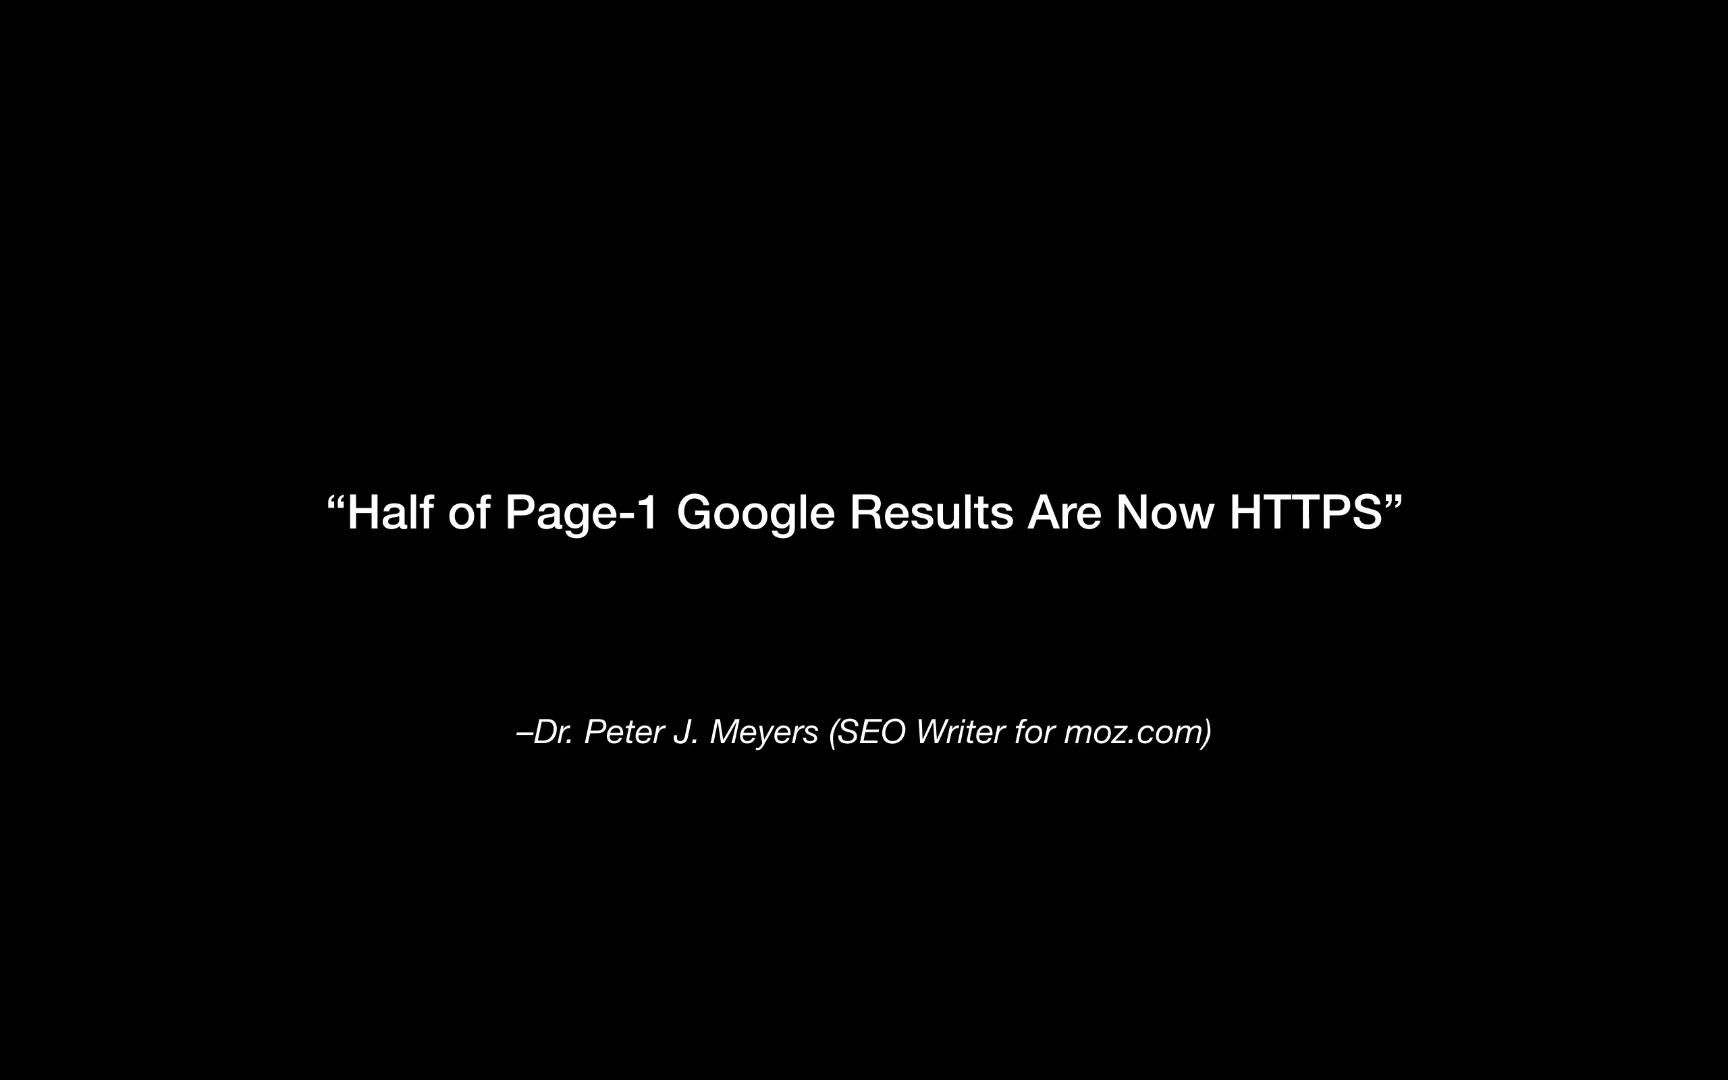 “Half of Page-1 Google Results Are Now HTTPS”
–Dr. Peter J. Meyers (SEO Writer for moz.com)